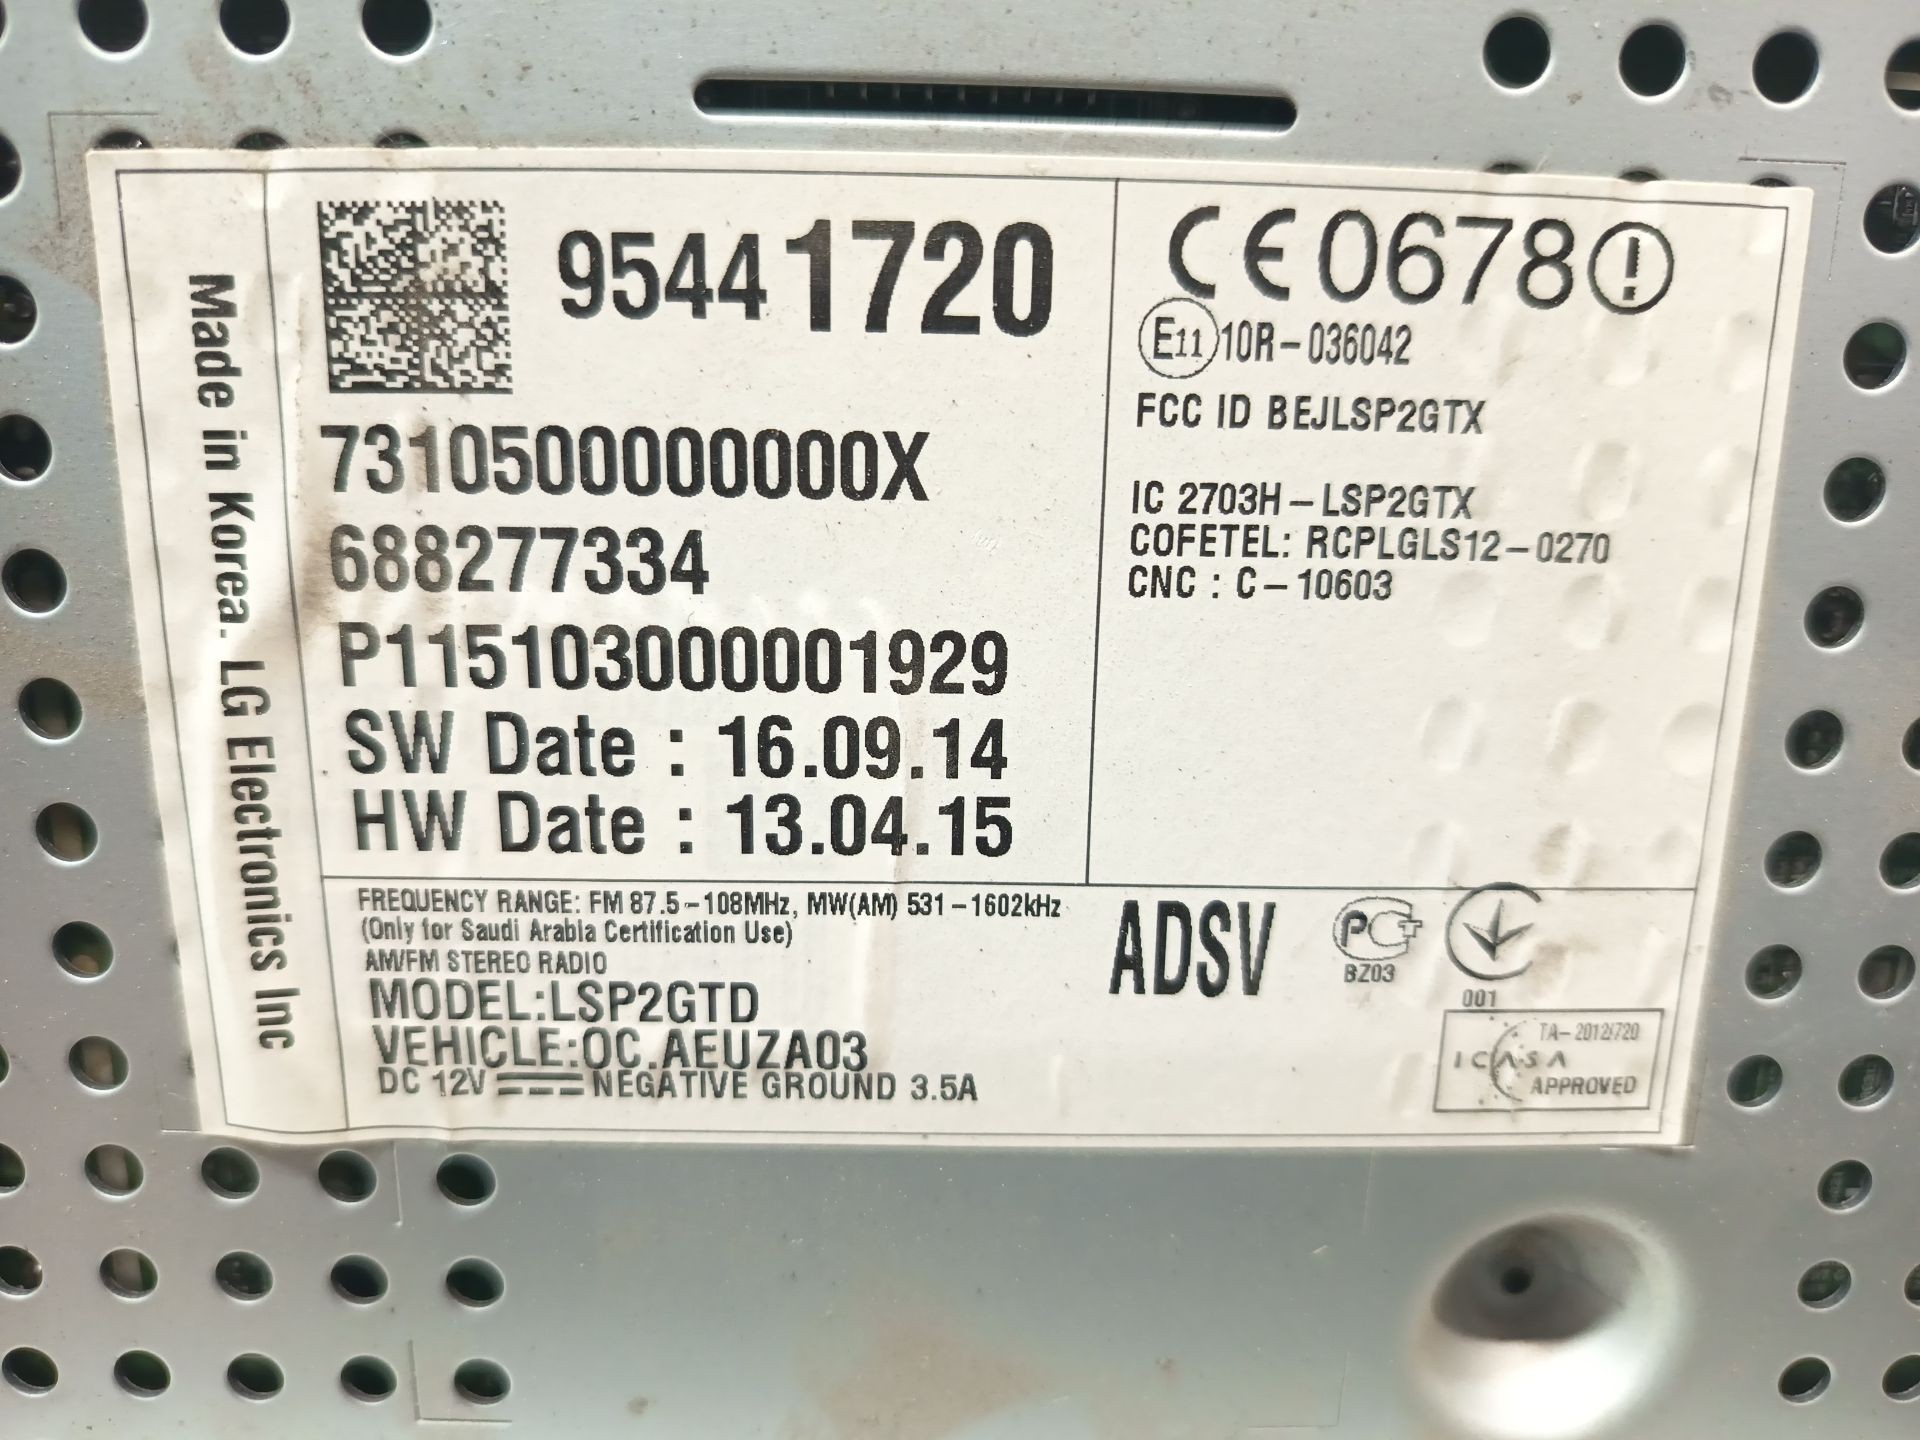 Made in Korea. LG Electronics Inc
95441720
7310500000000X
688277334
P115103000001929
SW Date : 16.09.14
HW Date : 13.04.15
CE0678
E11 10R-036042
FCC ID BEJLSP2GTX
IC 2703H-LSP2GTX
COFETEL: RCPLGLS12-0270
CNC : C-10603
FREQUENCY RANGE: FM 87.5-108MHz, MW(AM) 531-1602kHz
(Only for Saudi Arabia Certification Use)
AM/FM STEREO RADIO
MODEL:LSP2GTD
VEHICLE:OC.AEUZA03
DC 12V NEGATIVE GROUND 3.5A
ADSV
PCT
BZ03
001
TA-2012/720
ICASA
APPROVED